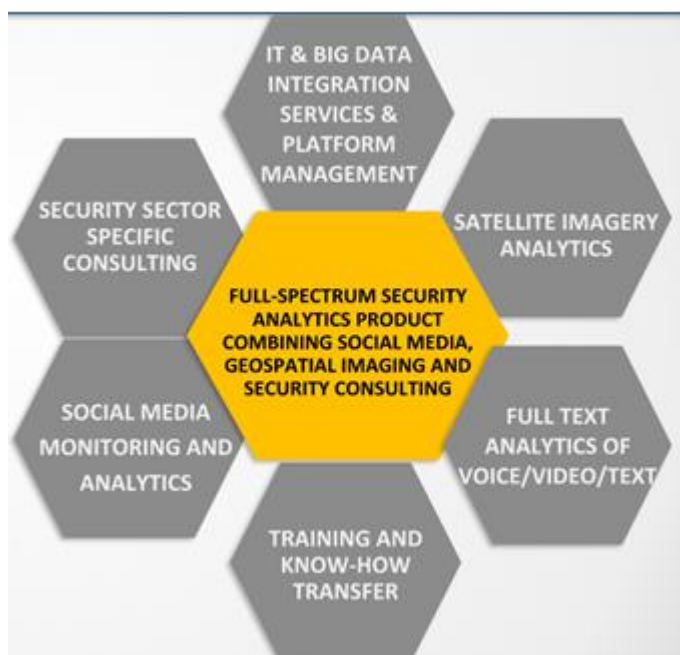 IT & BIG DATA
INTEGRATION
SERVICES &
PLATFORM
MANAGEMENT
SATELLITE IMAGERY
ANALYTICS
SECURITY SECTOR
SPECIFIC
CONSULTING
FULL-SPECTRUM SECURITY
ANALYTICS PRODUCT
COMBINING SOCIAL MEDIA,
GEOSPATIAL IMAGING AND
SECURITY CONSULTING
SOCIAL MEDIA
MONITORING AND
ANALYTICS
FULL TEXT
ANALYTICS OF
VOICE/VIDEO/TEXT
TRAINING AND
KNOW-HOW
TRANSFER